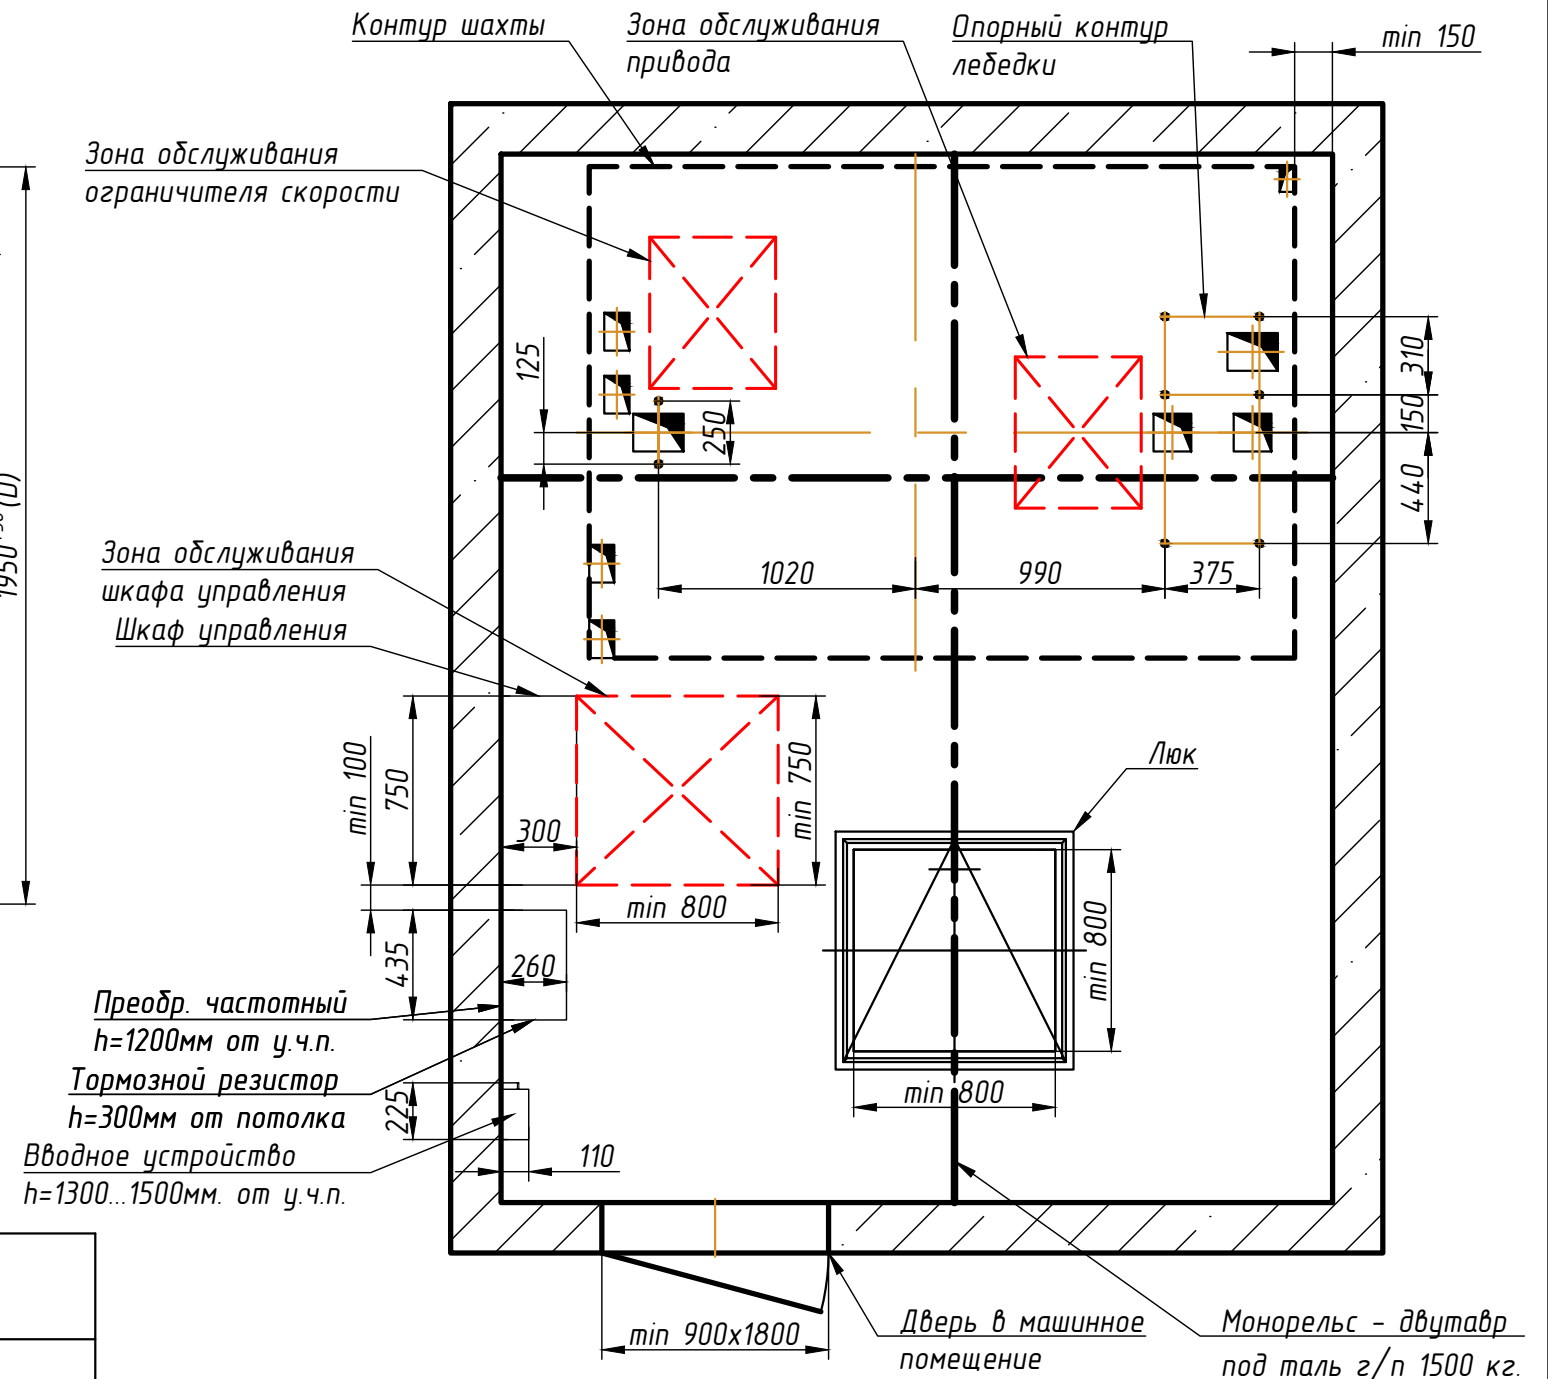 Контур шахты
Зона обслуживания
привода
Опорный контур
лебедки
min 150
Зона обслуживания
ограничителя скорости
125
250
310
150
440
1950 (D)
1020
990
375
Зона обслуживания
шкафа управления
Шкаф управления
min 100
750
300
min 750
min 800
Люк
min 800
min 800
435
260
Преобр. частотный
h=1200мм от у.ч.п.
Тормозной резистор
h=300мм от потолка
225
Вводное устройство
h=1300...1500мм. от у.ч.п.
110
min 900x1800
Дверь в машинное
помещение
Монорельс - двутавр
под таль г/п 1500 кг.